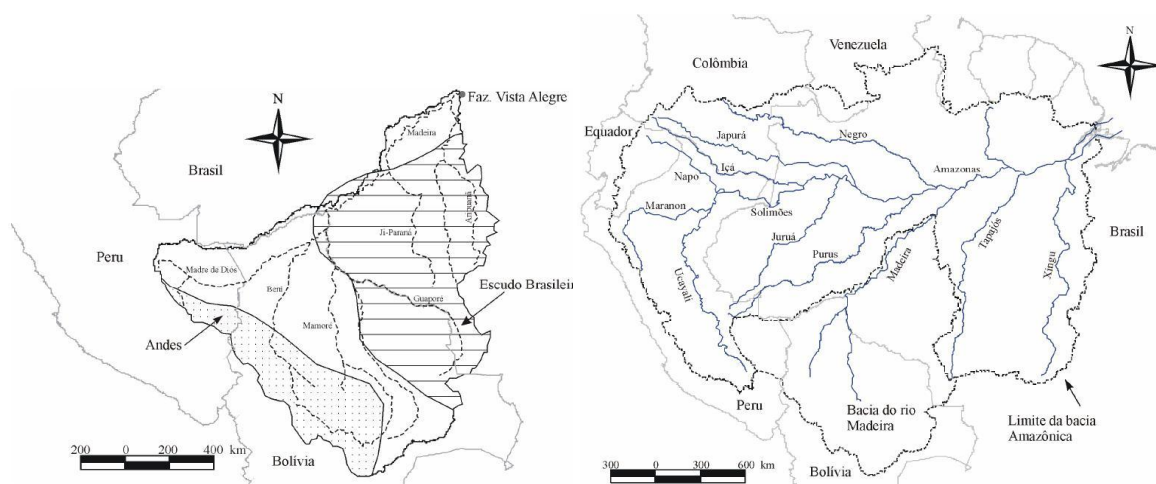 N
Faz. Vista Alegre
Madeira
Brasil
Aripuanã
Ji-Paraná
Peru
Madre de Diós
Beni
Guaporé
Escudo Brasileir
Mamoré
Andes
200 0 200 400 km
Bolívia
Venezuela
N
Colômbia
Equador
Japurá
Negro
Içá
Amazonas
Napo
Maranon
Solimões
Tapajós
Juruá
Brasil
Purus
Madeira
Xingu
Ucayali
Peru
Bacia do rio
Madeira
Limite da bacia
Amazônica
300 0 300 600 km
Bolívia